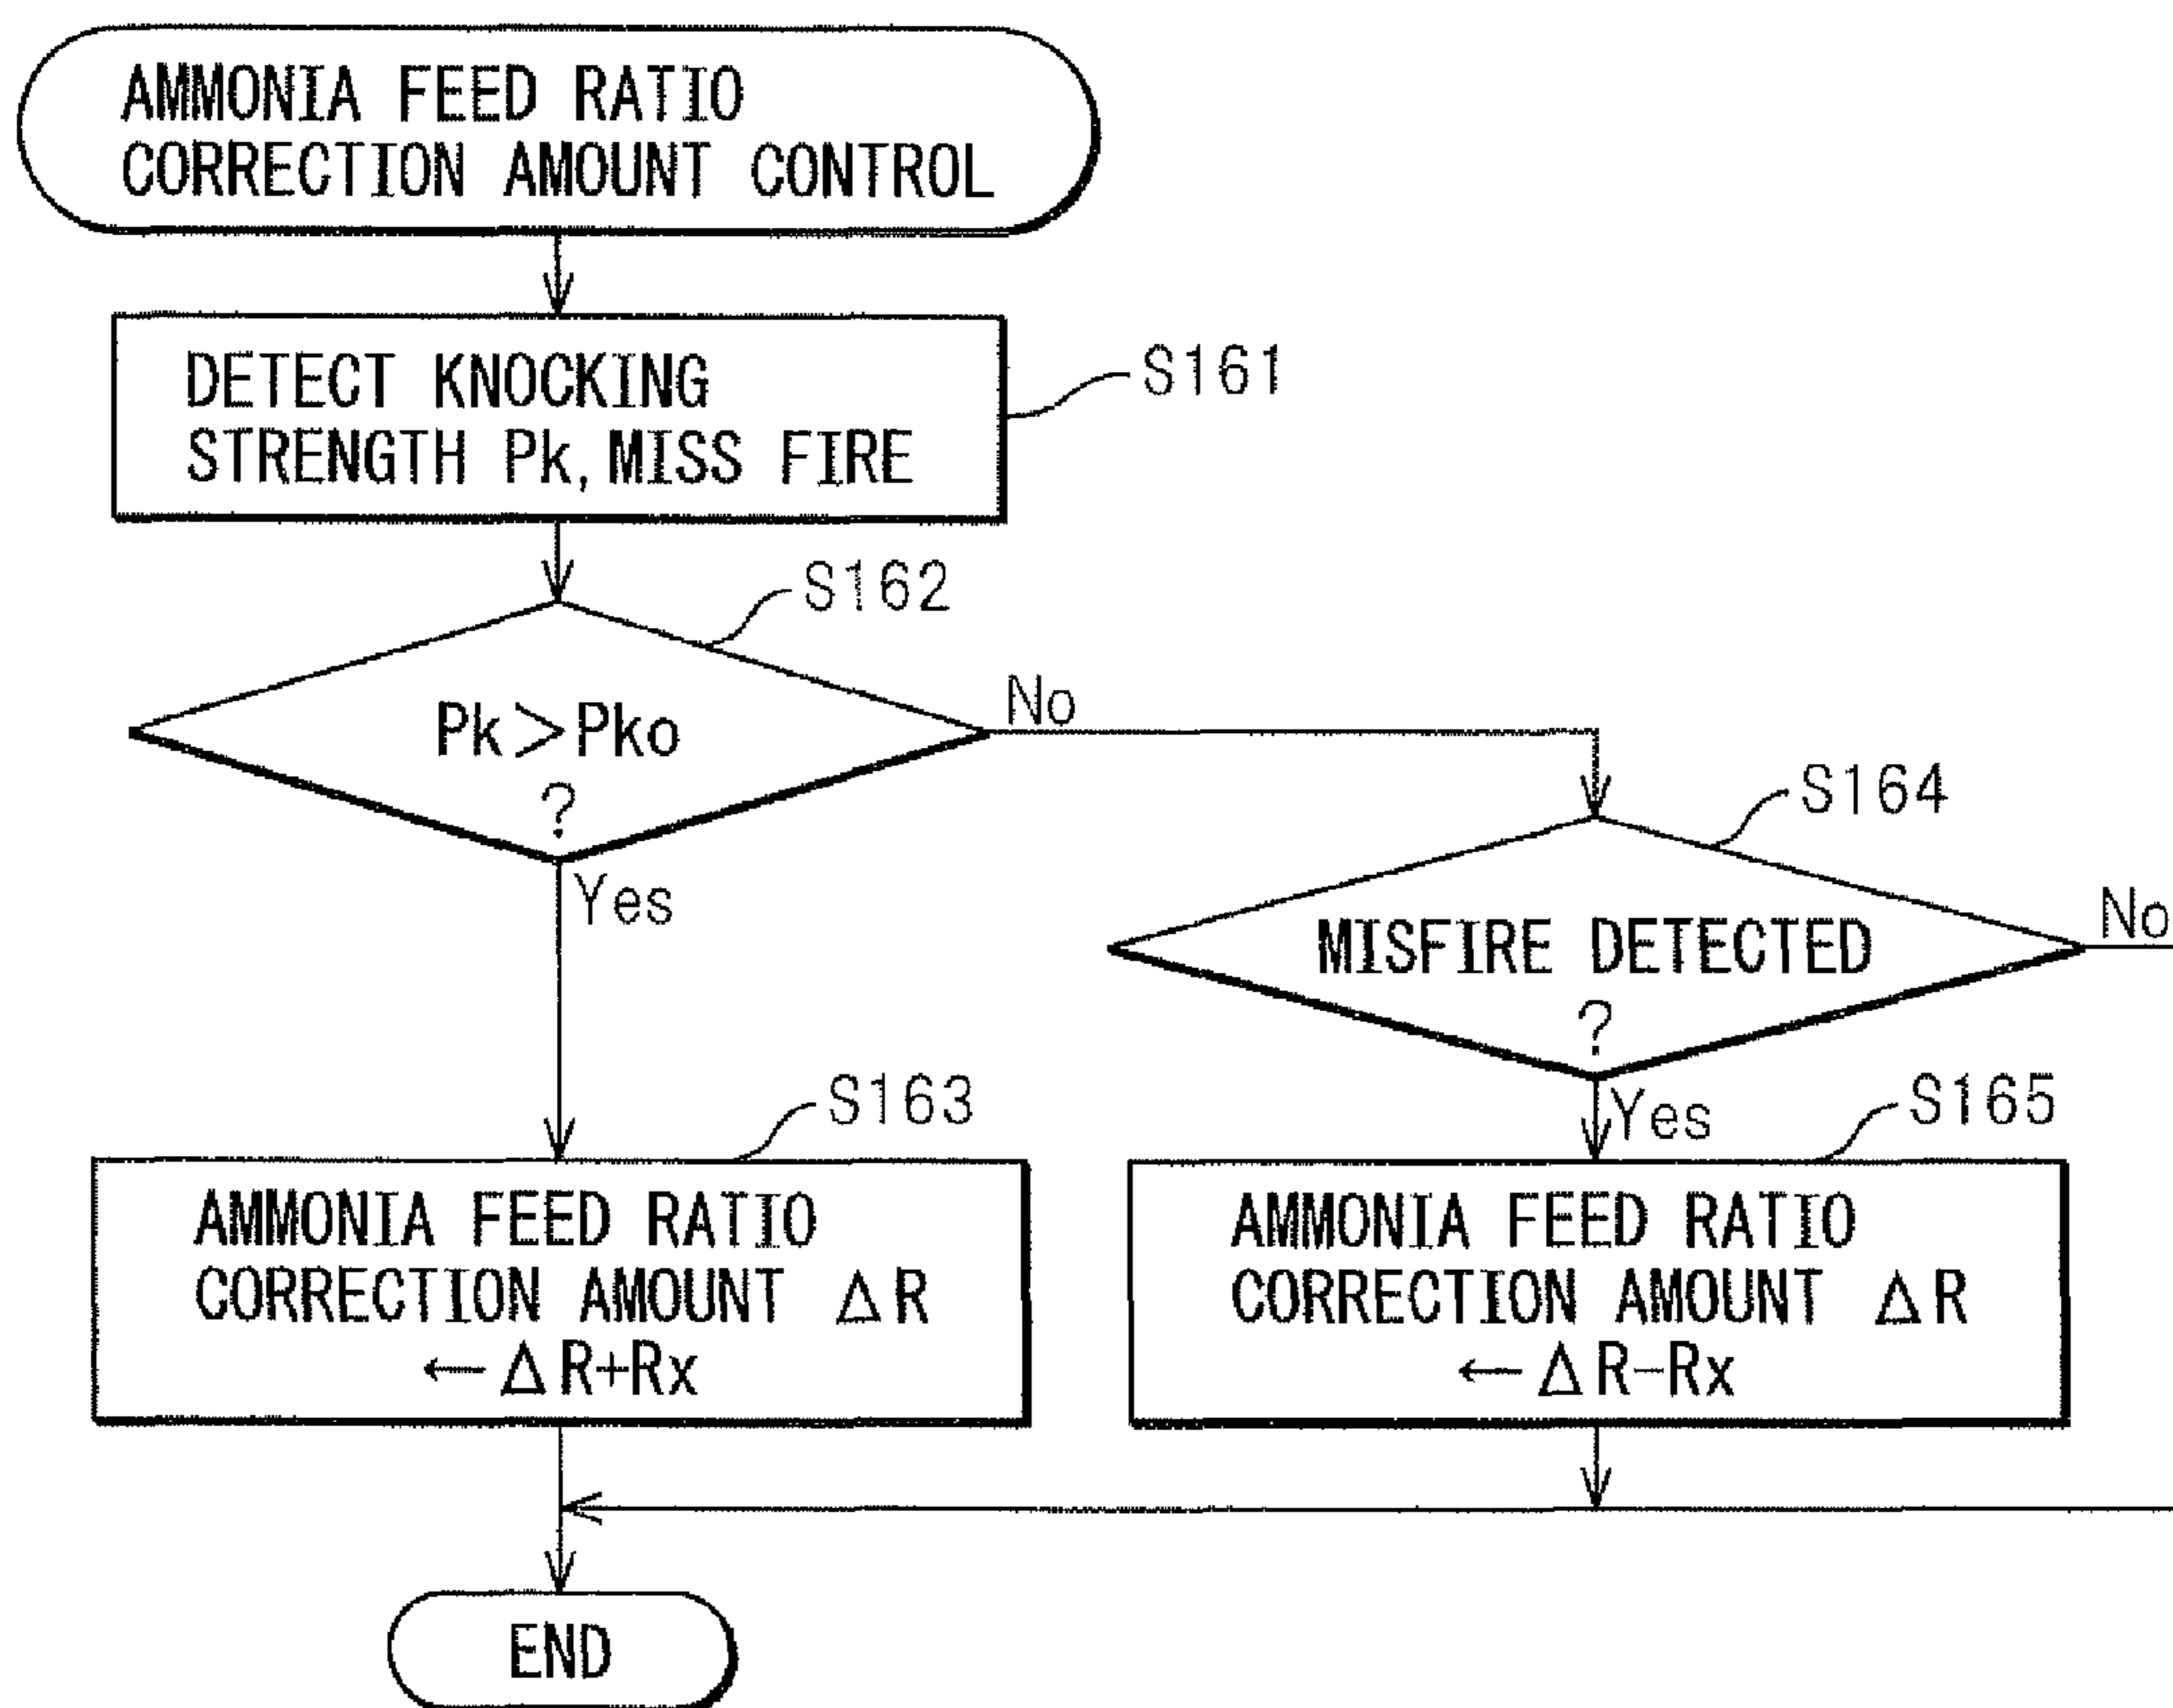 AMMONIA FEED RATIO
CORRECTION AMOUNT CONTROL
DETECT KNOCKING
STRENGTH Pk, MISS FIRE
S161
S162
Pk>Pko
?
No
Yes
S164
MISFIRE DETECTED
?
No
Yes
S163
AMMONIA FEED RATIO
CORRECTION AMOUNT ΔR
←ΔR+Rx
S165
AMMONIA FEED RATIO
CORRECTION AMOUNT ΔR
←ΔR-Rx
END